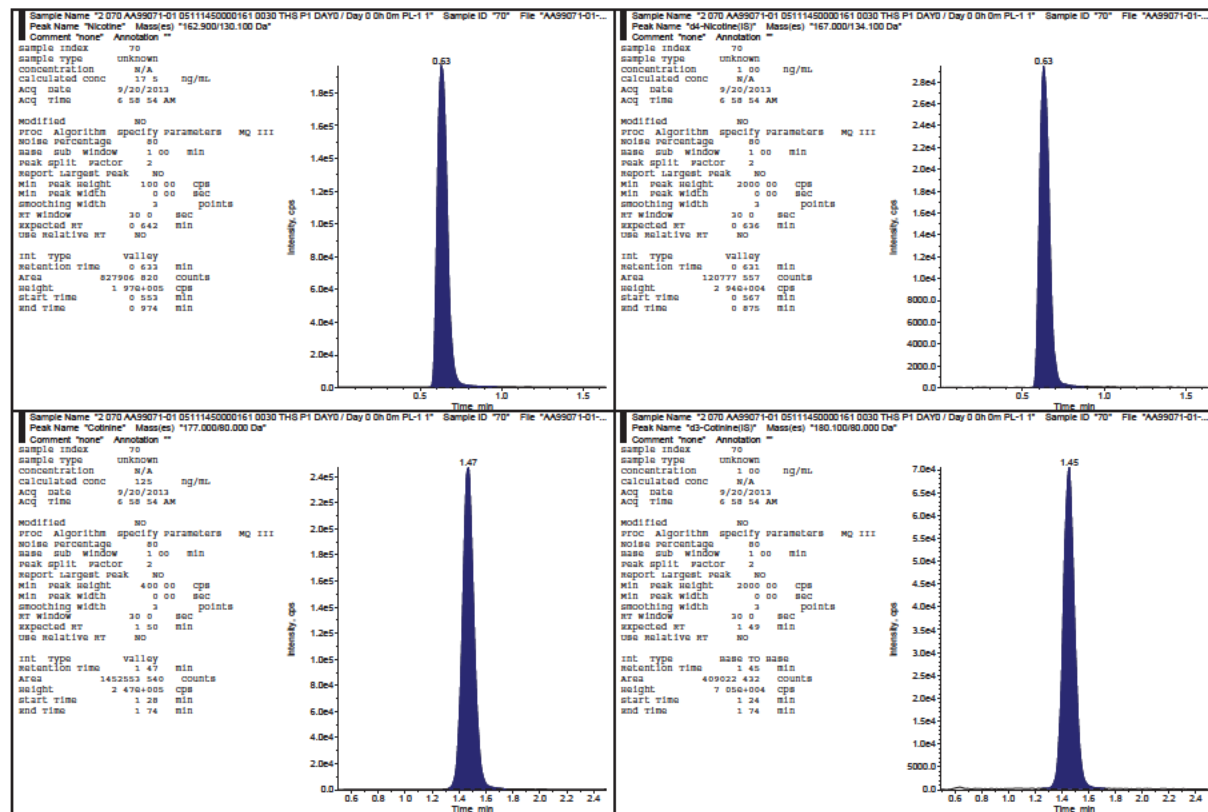 Sample Name "2 070 AA99071-01 05111450000161 0030 THS P1 DAY0 / Day 0 0h 0m PL-1 1" Sample ID "70" File "AA99071-01-...
Peak Name "Nicotine" Mass(es) "162.900/130.100 Da"
Comment "none" Annotation ""
Sample Index 70
Sample Type Unknown
Concentration N/A
Calculated Conc 17 5 ng/mL
Acq Date 9/20/2013
Acq Time 6 58 54 AM
Modified NO
Proc Algorithm Specify Parameters MQ III
Noise Percentage 80
Base Sub Window 1 00 min
Peak Split Factor 2
Report Largest Peak NO
Min Peak Height 100 00 cps
Min Peak Width 0 00 sec
Smoothing Width 3 points
RT Window 30 0 sec
Expected RT 0 642 min
Use Relative RT NO
Int Type Valley
Retention Time 0 633 min
Area 827906 820 counts
Height 1 97e+005 cps
Start Time 0 553 min
End Time 0 974 min
0.63
1.8e5
1.6e5
1.4e5
1.2e5
1.0e5
8.0e4
6.0e4
4.0e4
2.0e4
0.0
Intensity, cps
0.5 1.0 1.5
Time min
Sample Name "2 070 AA99071-01 05111450000161 0030 THS P1 DAY0 / Day 0 0h 0m PL-1 1" Sample ID "70" File "AA99071-01-...
Peak Name "d4-Nicotine(IS)" Mass(es) "167.000/134.100 Da"
Comment "none" Annotation ""
Sample Index 70
Sample Type Unknown
Concentration 1 00 ng/mL
Calculated Conc N/A
Acq Date 9/20/2013
Acq Time 6 58 54 AM
Modified NO
Proc Algorithm Specify Parameters MQ III
Noise Percentage 80
Base Sub Window 1 00 min
Peak Split Factor 2
Report Largest Peak NO
Min Peak Height 2000 00 cps
Min Peak Width 0 00 sec
Smoothing Width 3 points
RT Window 30 0 sec
Expected RT 0 636 min
Use Relative RT NO
Int Type Valley
Retention Time 0 631 min
Area 120777 557 counts
Height 2 94e+004 cps
Start Time 0 567 min
End Time 0 875 min
0.63
2.8e4
2.6e4
2.4e4
2.2e4
2.0e4
1.8e4
1.6e4
1.4e4
1.2e4
1.0e4
8000.0
6000.0
4000.0
2000.0
0.0
Intensity, cps
0.5 1.0 1.5
Time min
Sample Name "2 070 AA99071-01 05111450000161 0030 THS P1 DAY0 / Day 0 0h 0m PL-1 1" Sample ID "70" File "AA99071-01-...
Peak Name "Cotinine" Mass(es) "177.000/80.000 Da"
Comment "none" Annotation ""
Sample Index 70
Sample Type Unknown
Concentration N/A
Calculated Conc 125 ng/mL
Acq Date 9/20/2013
Acq Time 6 58 54 AM
Modified NO
Proc Algorithm Specify Parameters MQ III
Noise Percentage 80
Base Sub Window 1 00 min
Peak Split Factor 2
Report Largest Peak NO
Min Peak Height 400 00 cps
Min Peak Width 0 00 sec
Smoothing Width 3 points
RT Window 30 0 sec
Expected RT 1 50 min
Use Relative RT NO
Int Type Valley
Retention Time 1 47 min
Area 1452553 540 counts
Height 2 47e+005 cps
Start Time 1 28 min
End Time 1 74 min
1.47
2.4e5
2.2e5
2.0e5
1.8e5
1.6e5
1.4e5
1.2e5
1.0e5
8.0e4
6.0e4
4.0e4
2.0e4
0.0
Intensity, cps
0.6 0.8 1.0 1.2 1.4 1.6 1.8 2.0 2.2 2.4
Time min
Sample Name "2 070 AA99071-01 05111450000161 0030 THS P1 DAY0 / Day 0 0h 0m PL-1 1" Sample ID "70" File "AA99071-01-...
Peak Name "d3-Cotinine(IS)" Mass(es) "180.100/80.000 Da"
Comment "none" Annotation ""
Sample Index 70
Sample Type Unknown
Concentration 1 00 ng/mL
Calculated Conc N/A
Acq Date 9/20/2013
Acq Time 6 58 54 AM
Modified NO
Proc Algorithm Specify Parameters MQ III
Noise Percentage 80
Base Sub Window 1 00 min
Peak Split Factor 2
Report Largest Peak NO
Min Peak Height 2000 00 cps
Min Peak Width 0 00 sec
Smoothing Width 3 points
RT Window 30 0 sec
Expected RT 1 49 min
Use Relative RT NO
Int Type Base To Base
Retention Time 1 45 min
Area 409022 432 counts
Height 7 05e+004 cps
Start Time 1 24 min
End Time 1 74 min
1.45
7.0e4
6.5e4
6.0e4
5.5e4
5.0e4
4.5e4
4.0e4
3.5e4
3.0e4
2.5e4
2.0e4
1.5e4
1.0e4
5000.0
0.0
Intensity, cps
0.6 0.8 1.0 1.2 1.4 1.6 1.8 2.0 2.2 2.4
Time min